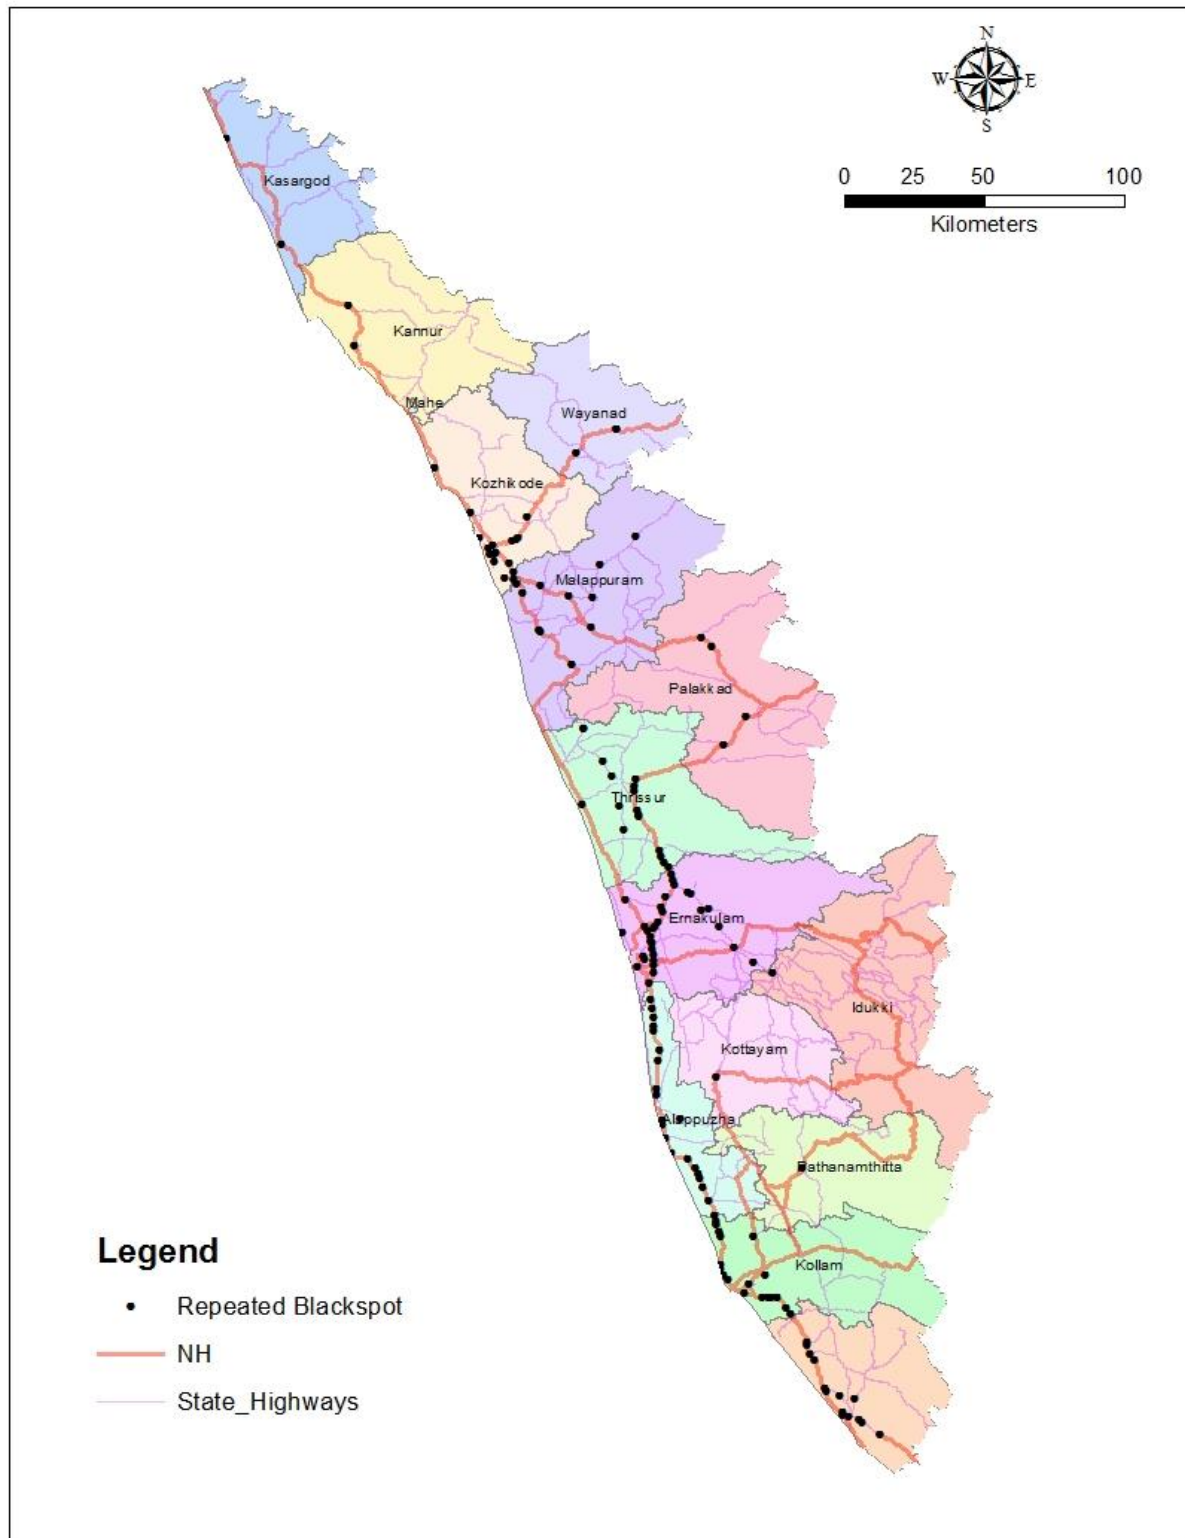 N
W E
S
0 25 50 100
Kilometers
Kasargod
Kannur
Mahe
Wayanad
Kozhikode
Malappuram
Palakkad
Thrissur
Ernakulam
Idukki
Kottayam
Alappuzha
Pathanamthitta
Kollam
Legend
Repeated Blackspot
NH
State_Highways